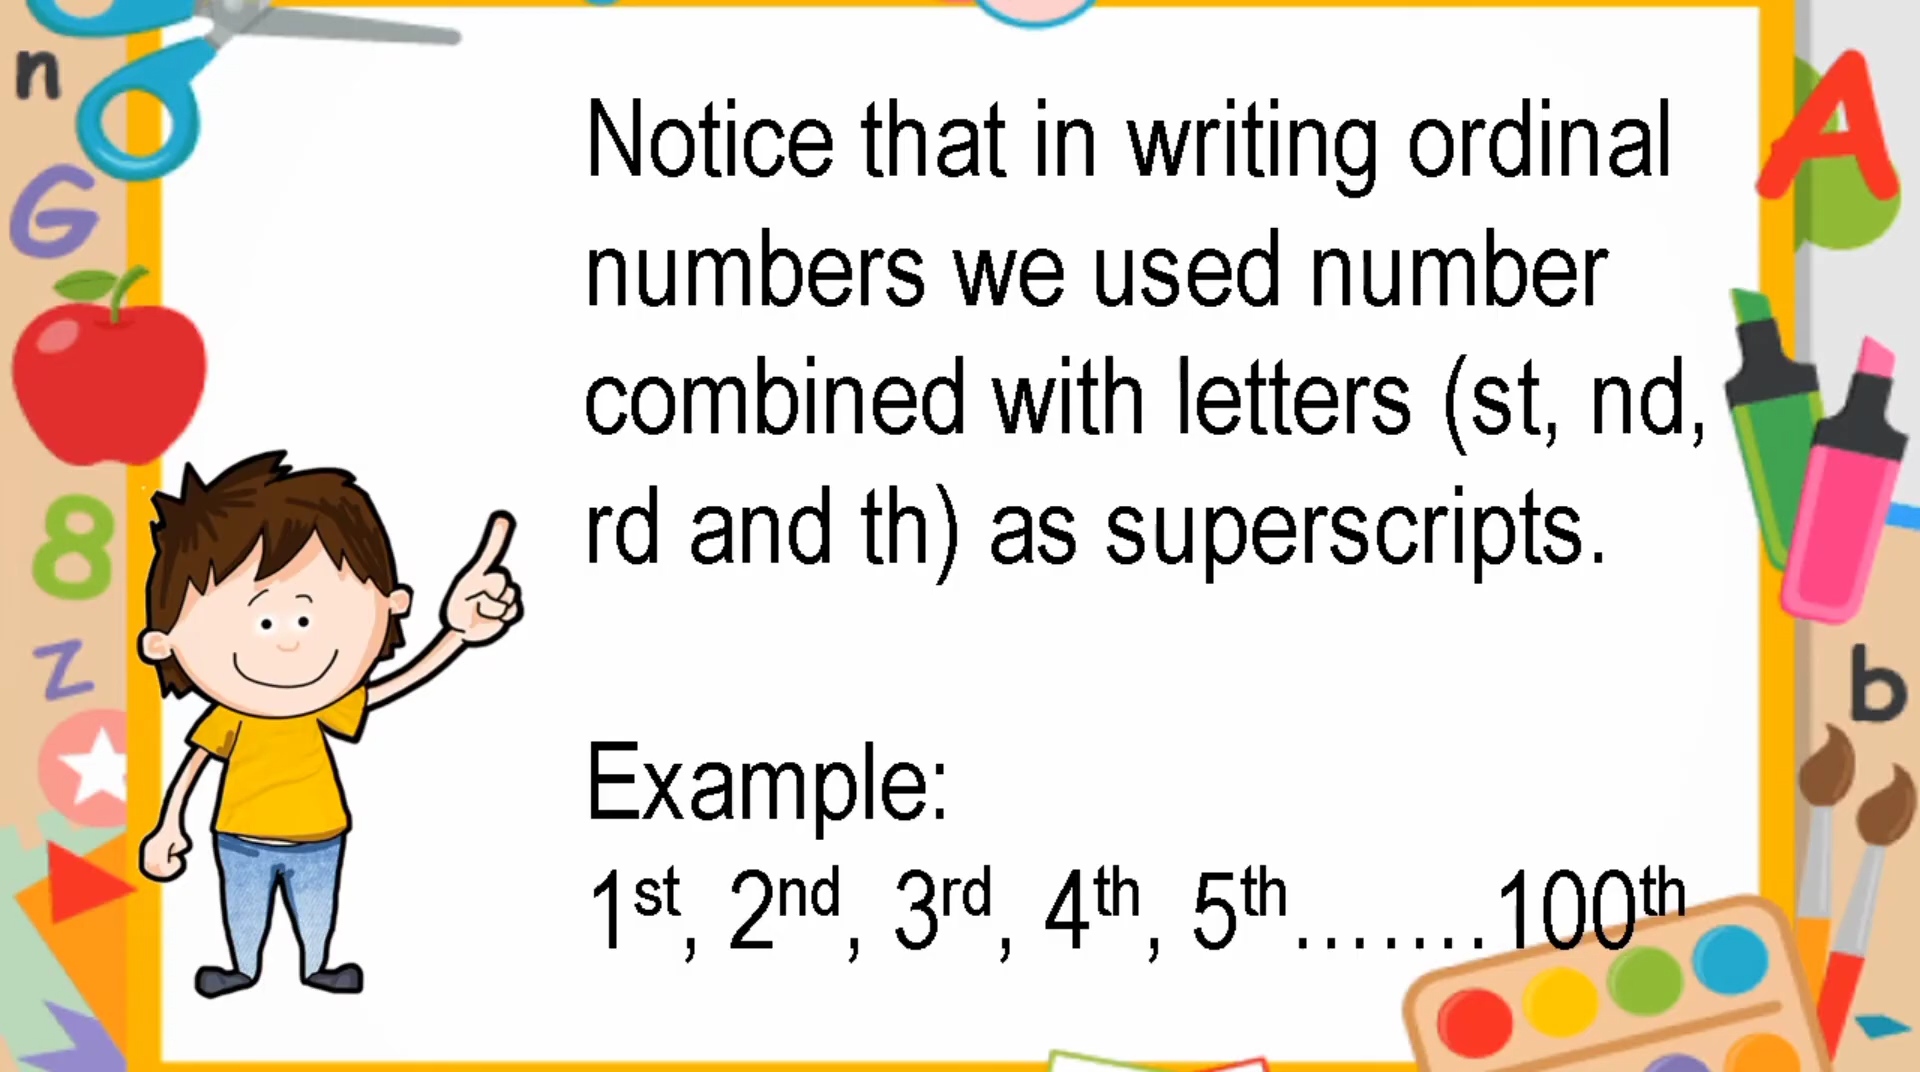 Notice that in writing ordinal
numbers we used number
combined with letters (st, nd,
rd and th) as superscripts.
Example:
1st, 2nd, 3rd, 4th, 5th.......100th
n
G
8
z
A
b